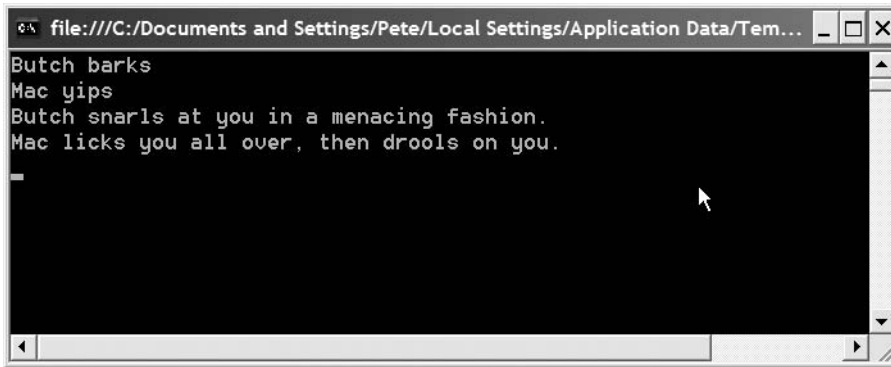 file:///C:/Documents and Settings/Pete/Local Settings/Application Data/Tem...
Butch barks
Mac yips
Butch snarls at you in a menacing fashion.
Mac licks you all over, then drools on you.